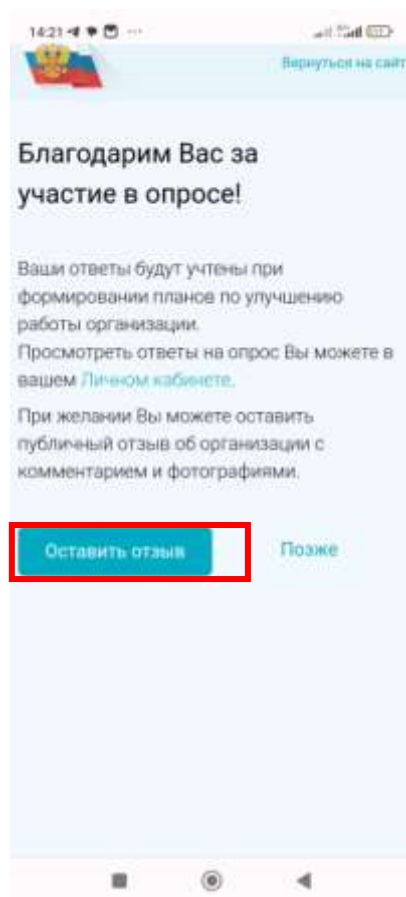 14:21
Вернуться на сайт
Благодарим Вас за
участие в опросе!
Ваши ответы будут учтены при
формировании планов по улучшению
работы организации.
Просмотреть ответы на опрос Вы можете в
вашем Личном кабинете.
При желании Вы можете оставить
публичный отзыв об организации с
комментарием и фотографиями.
Оставить отзыв Позже